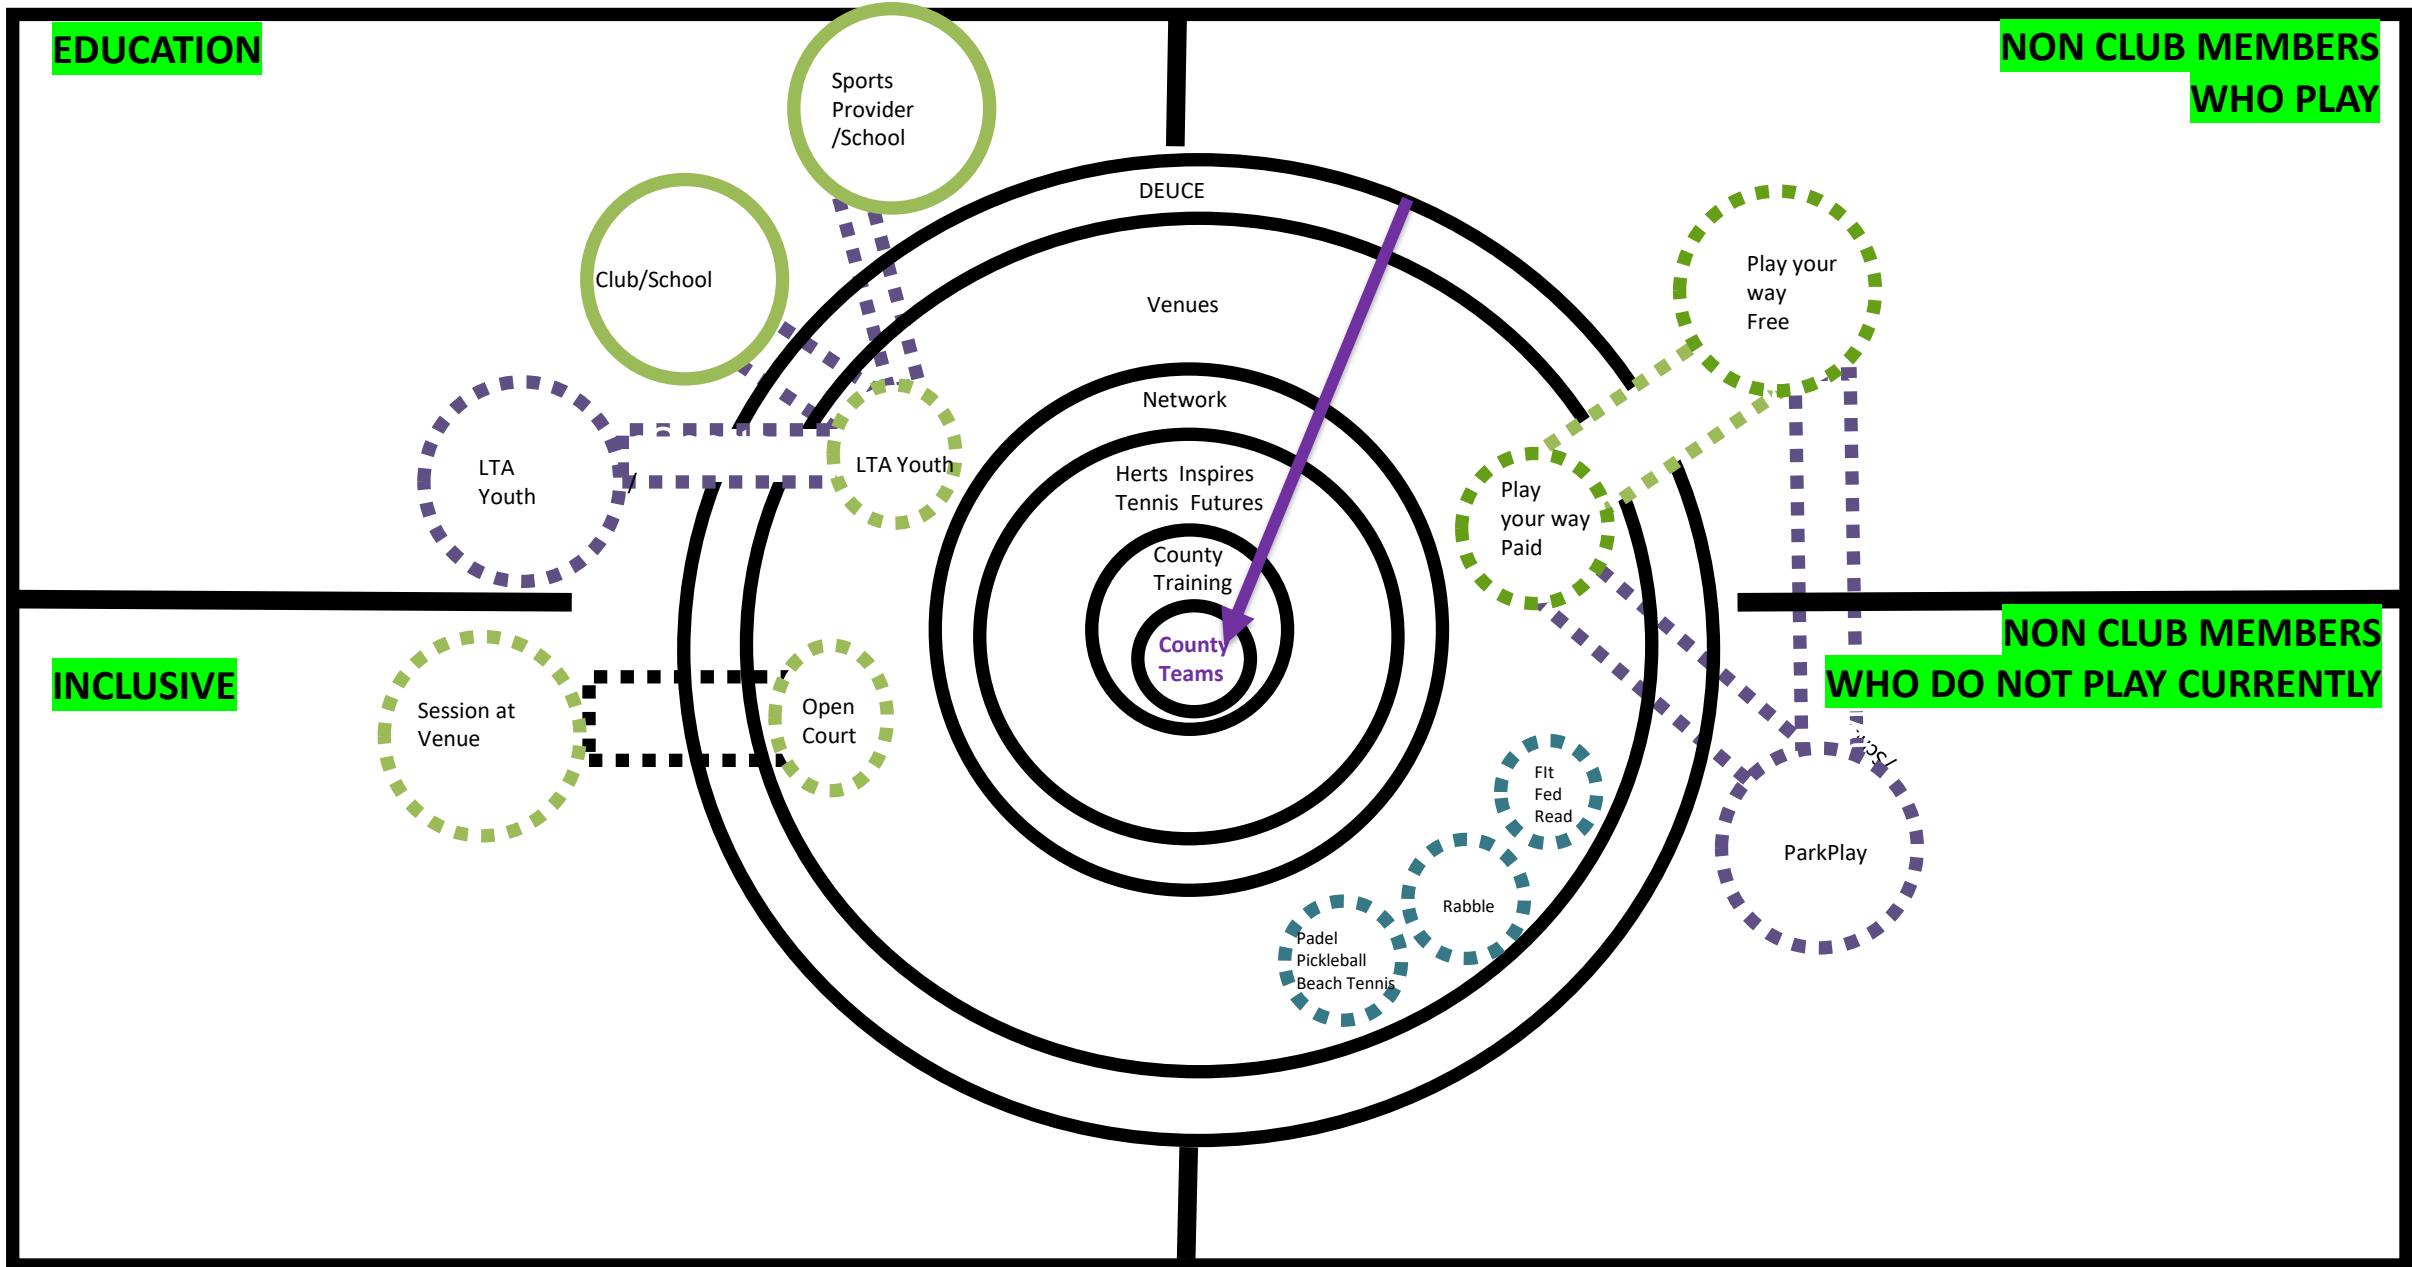 EDUCATION
NON CLUB MEMBERS
WHO PLAY
Sports
Provider
/School
DEUCE
Club/School
Venues
Play your
way
Free
Network
LTA
Youth
/
LTA Youth
Herts Inspires
Tennis Futures
Play
your way
Paid
County
Training
County
Teams
NON CLUB MEMBERS
WHO DO NOT PLAY CURRENTLY
INCLUSIVE
Session at
Venue
Open
Court
FIt
Fed
Read
Rabble
ParkPlay
Padel
Pickleball
Beach Tennis